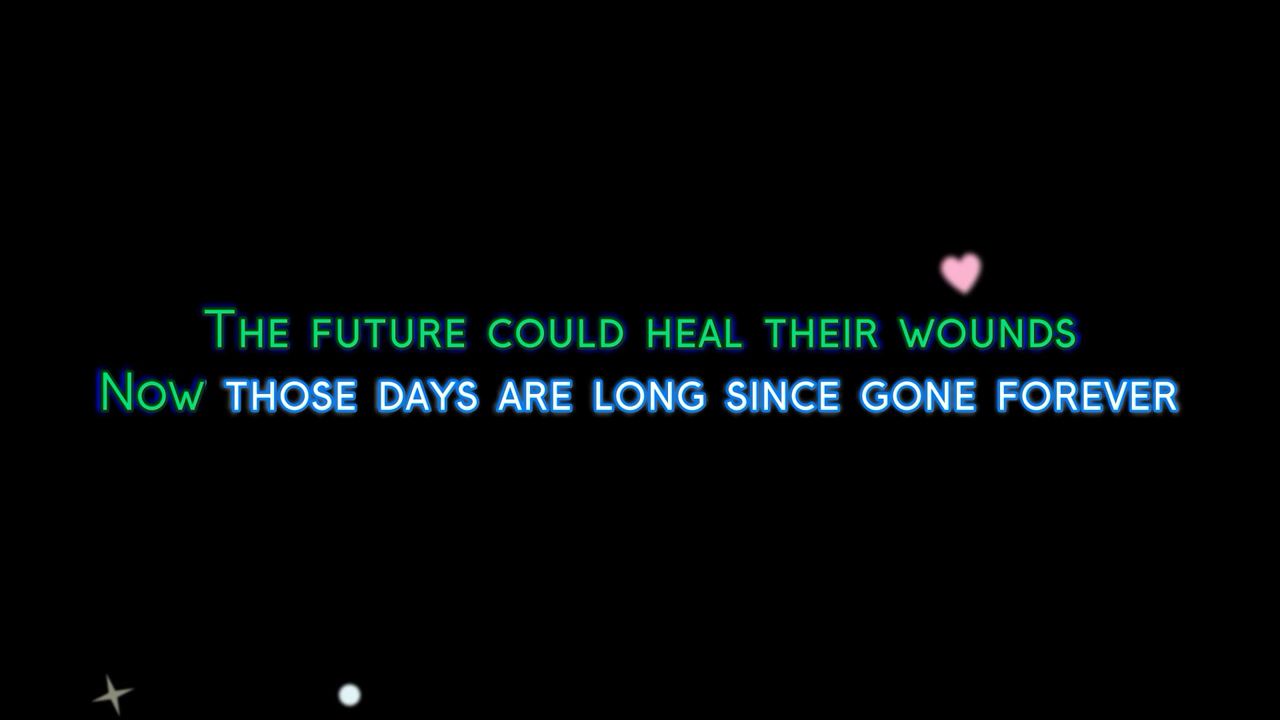 The future could heal their wounds
Now those days are long since gone forever